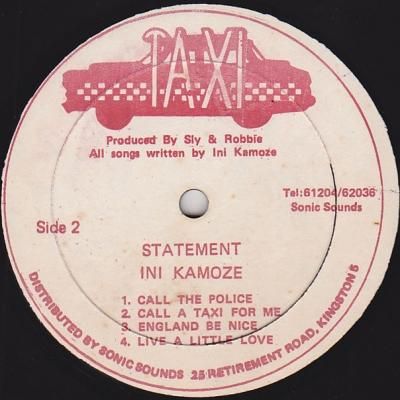 TAXI
Produced By Sly & Robbie
All songs written by Ini Kamoze
Tel:61204/62036
Sonic Sounds
Side 2
STATEMENT
INI KAMOZE
1. CALL THE POLICE
2. CALL A TAXI FOR ME
3. ENGLAND BE NICE
4. LIVE A LITTLE LOVE
DISTRIBUTED BY SONIC SOUNDS 25 RETIREMENT ROAD, KINGSTON 5